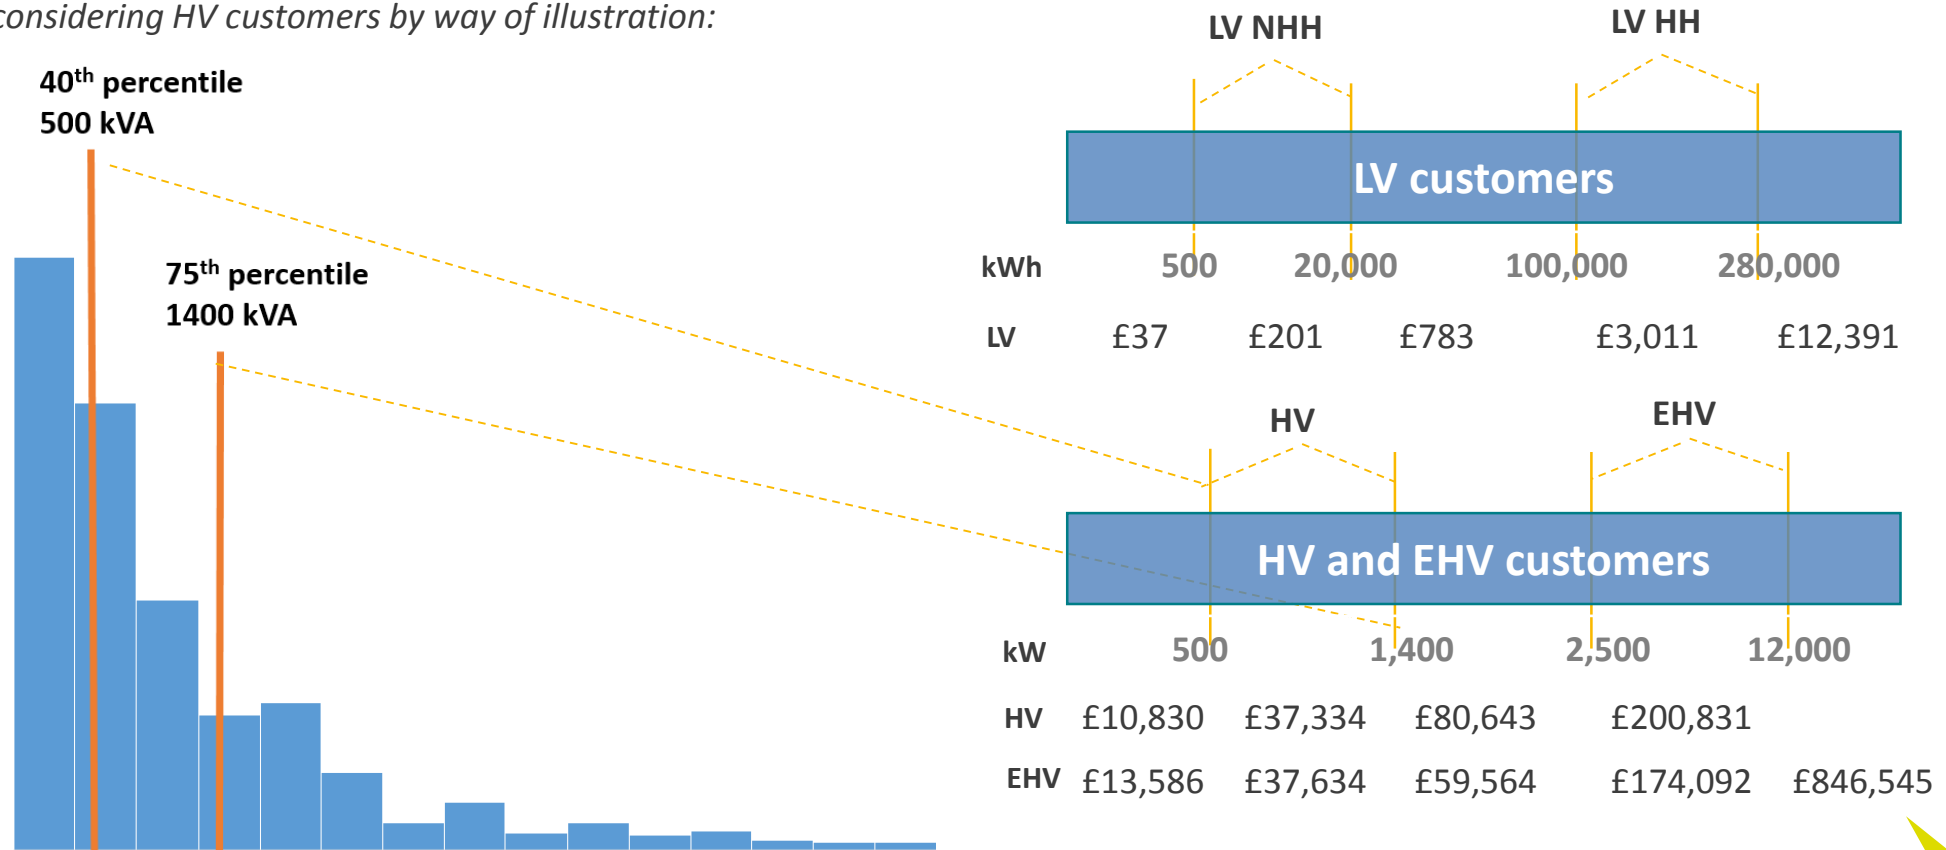 considering HV customers by way of illustration:
40th percentile
500 kVA
75th percentile
1400 kVA
LV NHH LV HH
LV customers
kWh 500 20,000 100,000 280,000
LV £37 £201 £783 £3,011 £12,391
HV EHV
HV and EHV customers
kW 500 1,400 2,500 12,000
HV £10,830 £37,334 £80,643 £200,831
EHV £13,586 £37,634 £59,564 £174,092 £846,545